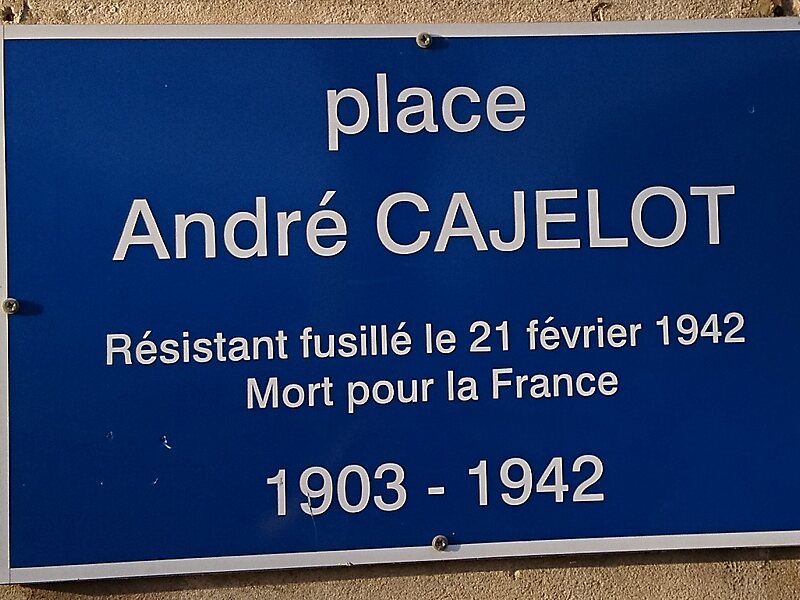 place
André CAJELOT
Résistant fusillé le 21 février 1942
Mort pour la France
1903 - 1942